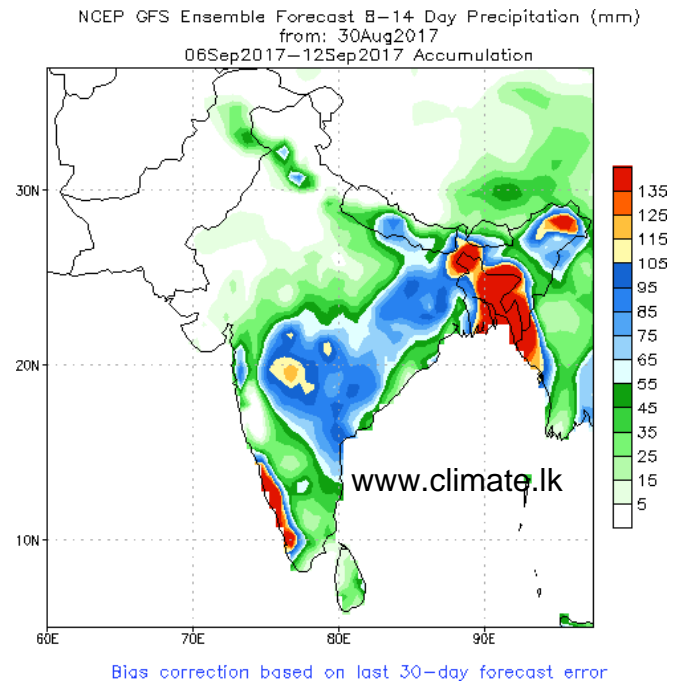 NCEP GFS Ensemble Forecast 8-14 Day Precipitation (mm)
from: 30Aug2017
06Sep2017-12Sep2017 Accumulation
30N
20N
10N
60E
70E
80E
90E
135
125
115
105
95
85
75
65
55
45
35
25
15
5
www.climate.lk
Bias correction based on last 30-day forecast error